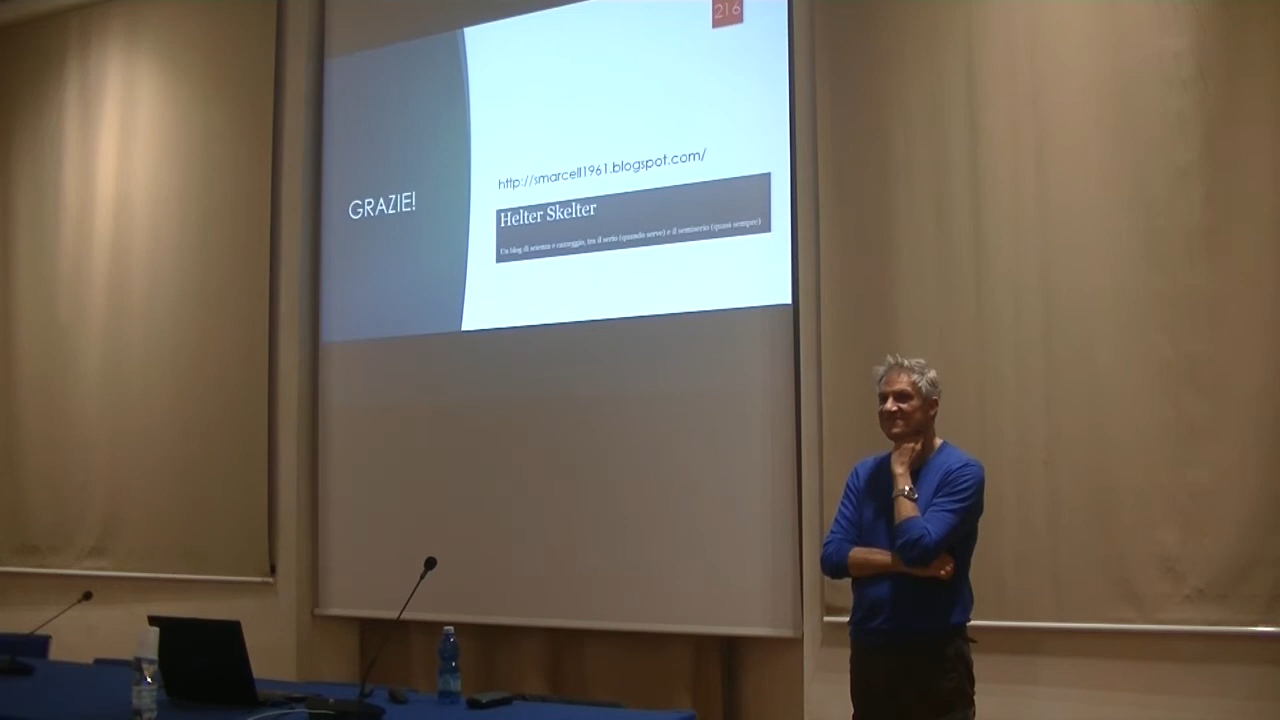 216
GRAZIE!
http://smarcell1961.blogspot.com/
Helter Skelter
Un blog di scienza e cazzeggio, tra il serio (quando serve) e il semiserio (quasi sempre)